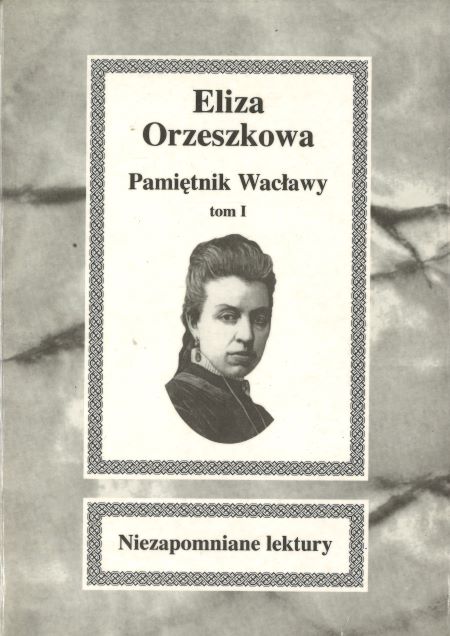 Eliza
Orzeszkowa
Pamiętnik Wacławy
tom I
Niezapomniane lektury